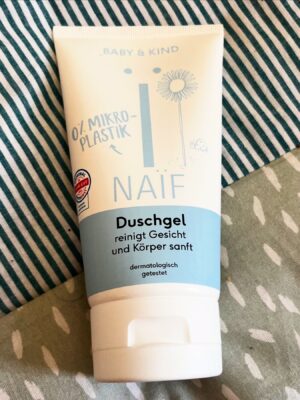 BABY & KIND
0% MIKRO-
PLASTIK
NAÏF
Duschgel
reinigt Gesicht
und Körper sanft
dermatologisch
getestet